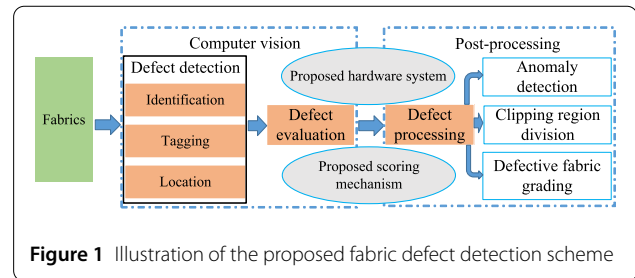 Computer vision
Post-processing
Fabrics
Defect detection
Identification
Tagging
Location
Defect
evaluation
Proposed hardware system
Proposed scoring
mechanism
Defect
processing
Anomaly
detection
Clipping region
division
Defective fabric
grading
Figure 1 Illustration of the proposed fabric defect detection scheme